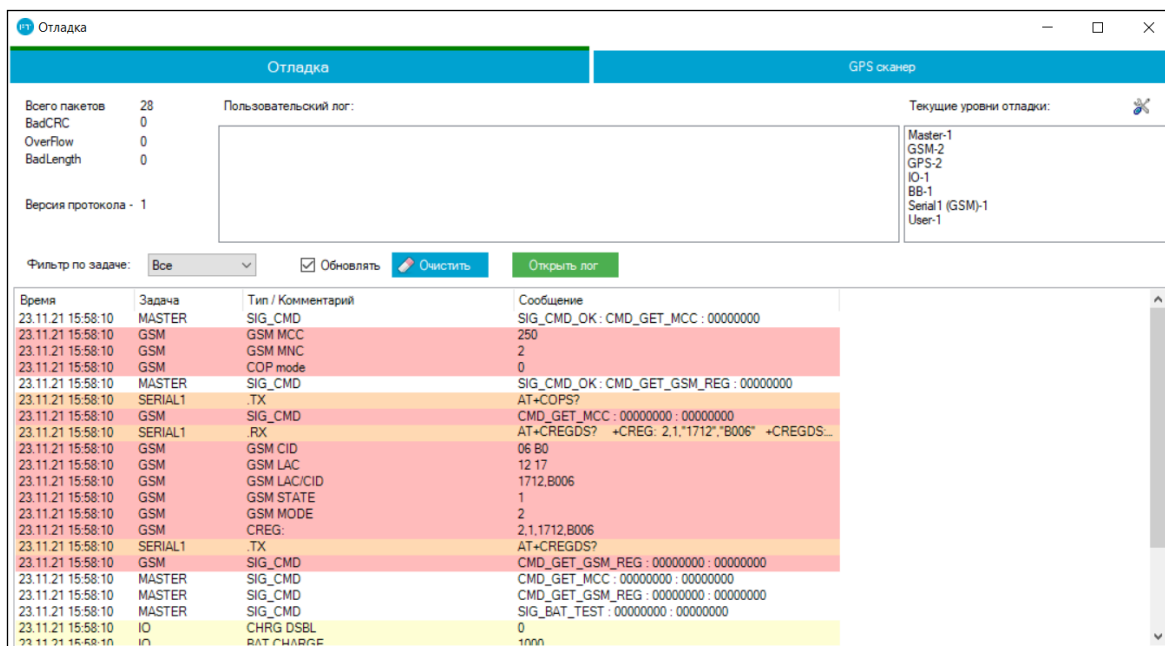 FT Отладка
Отладка GPS сканер
Всего пакетов 28 Пользовательский лог: Текущие уровни отладки:
BadCRC 0
OverFlow 0
BadLength 0
Версия протокола - 1
Master-1
GSM-2
GPS-2
IO-1
BB-1
Serial1 (GSM)-1
User-1
Фильтр по задаче: Все Обновлять Очистить Открыть лог
Время Задача Тип / Комментарий Сообщение
23.11.21 15:58:10 MASTER SIG_CMD SIG_CMD_OK : CMD_GET_MCC : 00000000
23.11.21 15:58:10 GSM GSM MCC 250
23.11.21 15:58:10 GSM GSM MNC 2
23.11.21 15:58:10 GSM COP mode 0
23.11.21 15:58:10 MASTER SIG_CMD SIG_CMD_OK : CMD_GET_GSM_REG : 00000000
23.11.21 15:58:10 SERIAL1 .TX AT+COPS?
23.11.21 15:58:10 GSM SIG_CMD CMD_GET_MCC : 00000000 : 00000000
23.11.21 15:58:10 SERIAL1 .RX AT+CREGDS? +CREG: 2,1,"1712","B006" +CREGDS:...
23.11.21 15:58:10 GSM GSM CID 06 B0
23.11.21 15:58:10 GSM GSM LAC 12 17
23.11.21 15:58:10 GSM GSM LAC/CID 1712,B006
23.11.21 15:58:10 GSM GSM STATE 1
23.11.21 15:58:10 GSM GSM MODE 2
23.11.21 15:58:10 GSM CREG: 2,1,1712,B006
23.11.21 15:58:10 SERIAL1 .TX AT+CREGDS?
23.11.21 15:58:10 GSM SIG_CMD CMD_GET_GSM_REG : 00000000 : 00000000
23.11.21 15:58:10 MASTER SIG_CMD CMD_GET_MCC : 00000000 : 00000000
23.11.21 15:58:10 MASTER SIG_CMD CMD_GET_GSM_REG : 00000000 : 00000000
23.11.21 15:58:10 MASTER SIG_CMD SIG_BAT_TEST : 00000000 : 00000000
23.11.21 15:58:10 IO CHRG DSBL 0
23.11.21 15:58:10 IO BAT CHARGE 1000